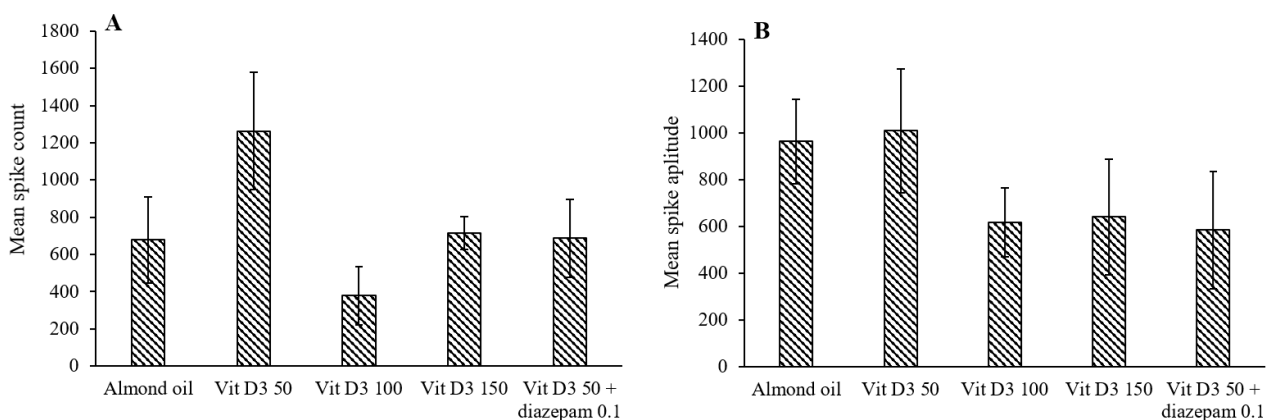 A
Mean spike count
1800
1600
1400
1200
1000
800
600
400
200
0
Almond oil Vit D3 50 Vit D3 100 Vit D3 150 Vit D3 50 +
diazepam 0.1
B
Mean spike aplitude
1400
1200
1000
800
600
400
200
0
Almond oil Vit D3 50 Vit D3 100 Vit D3 150 Vit D3 50 +
diazepam 0.1